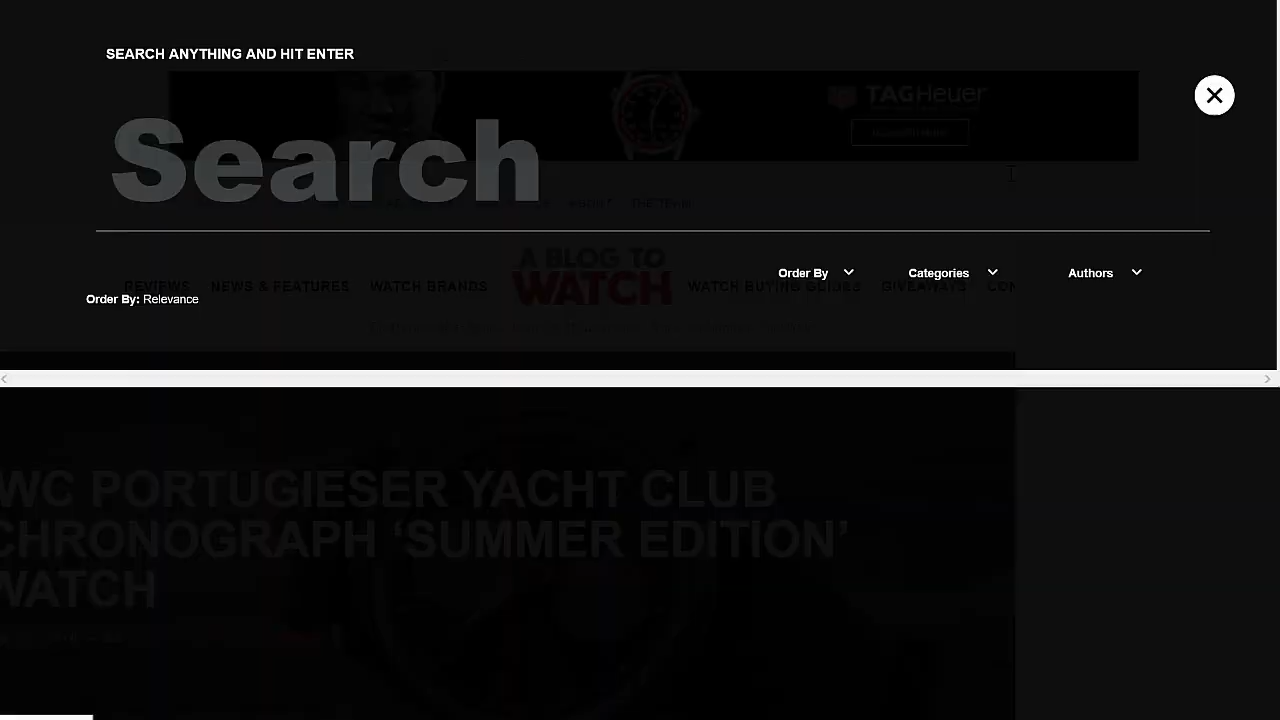 SEARCH ANYTHING AND HIT ENTER
TAGHeuer
Search
THE TEAM
A BLOG TO
WATCH
Order By
Categories
Authors
REVIEWS NEWS & FEATURES WATCH BRANDS WATCH BUYING GUIDES GIVEAWAYS CON
Order By: Relevance
WC PORTUGIESER YACHT CLUB
CHRONOGRAPH ‘SUMMER EDITION’
WATCH